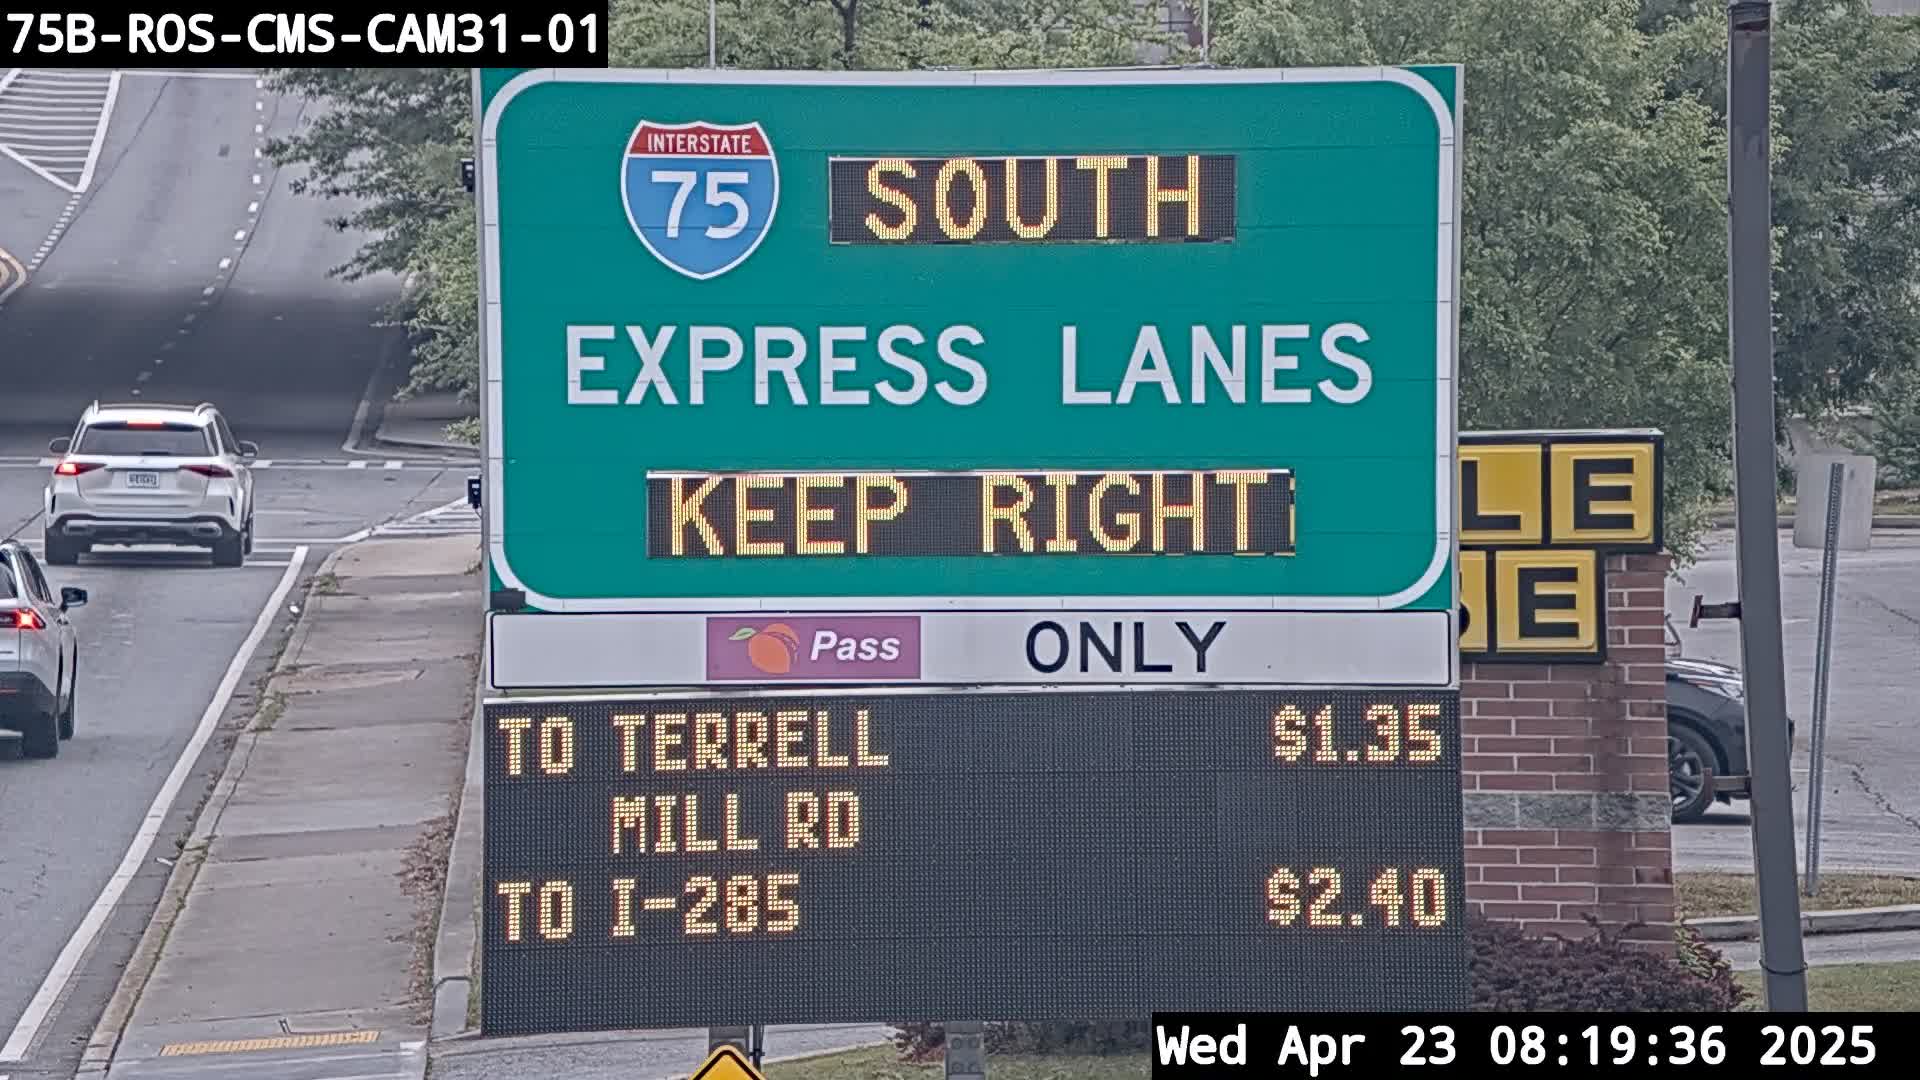 75B-ROS-CMS-CAM31-01
INTERSTATE
75
SOUTH
EXPRESS LANES
KEEP RIGHT
Pass ONLY
TO TERRELL $1.35
MILL RD
TO I-285 $2.40
LE
E
Wed Apr 23 08:19:36 2025